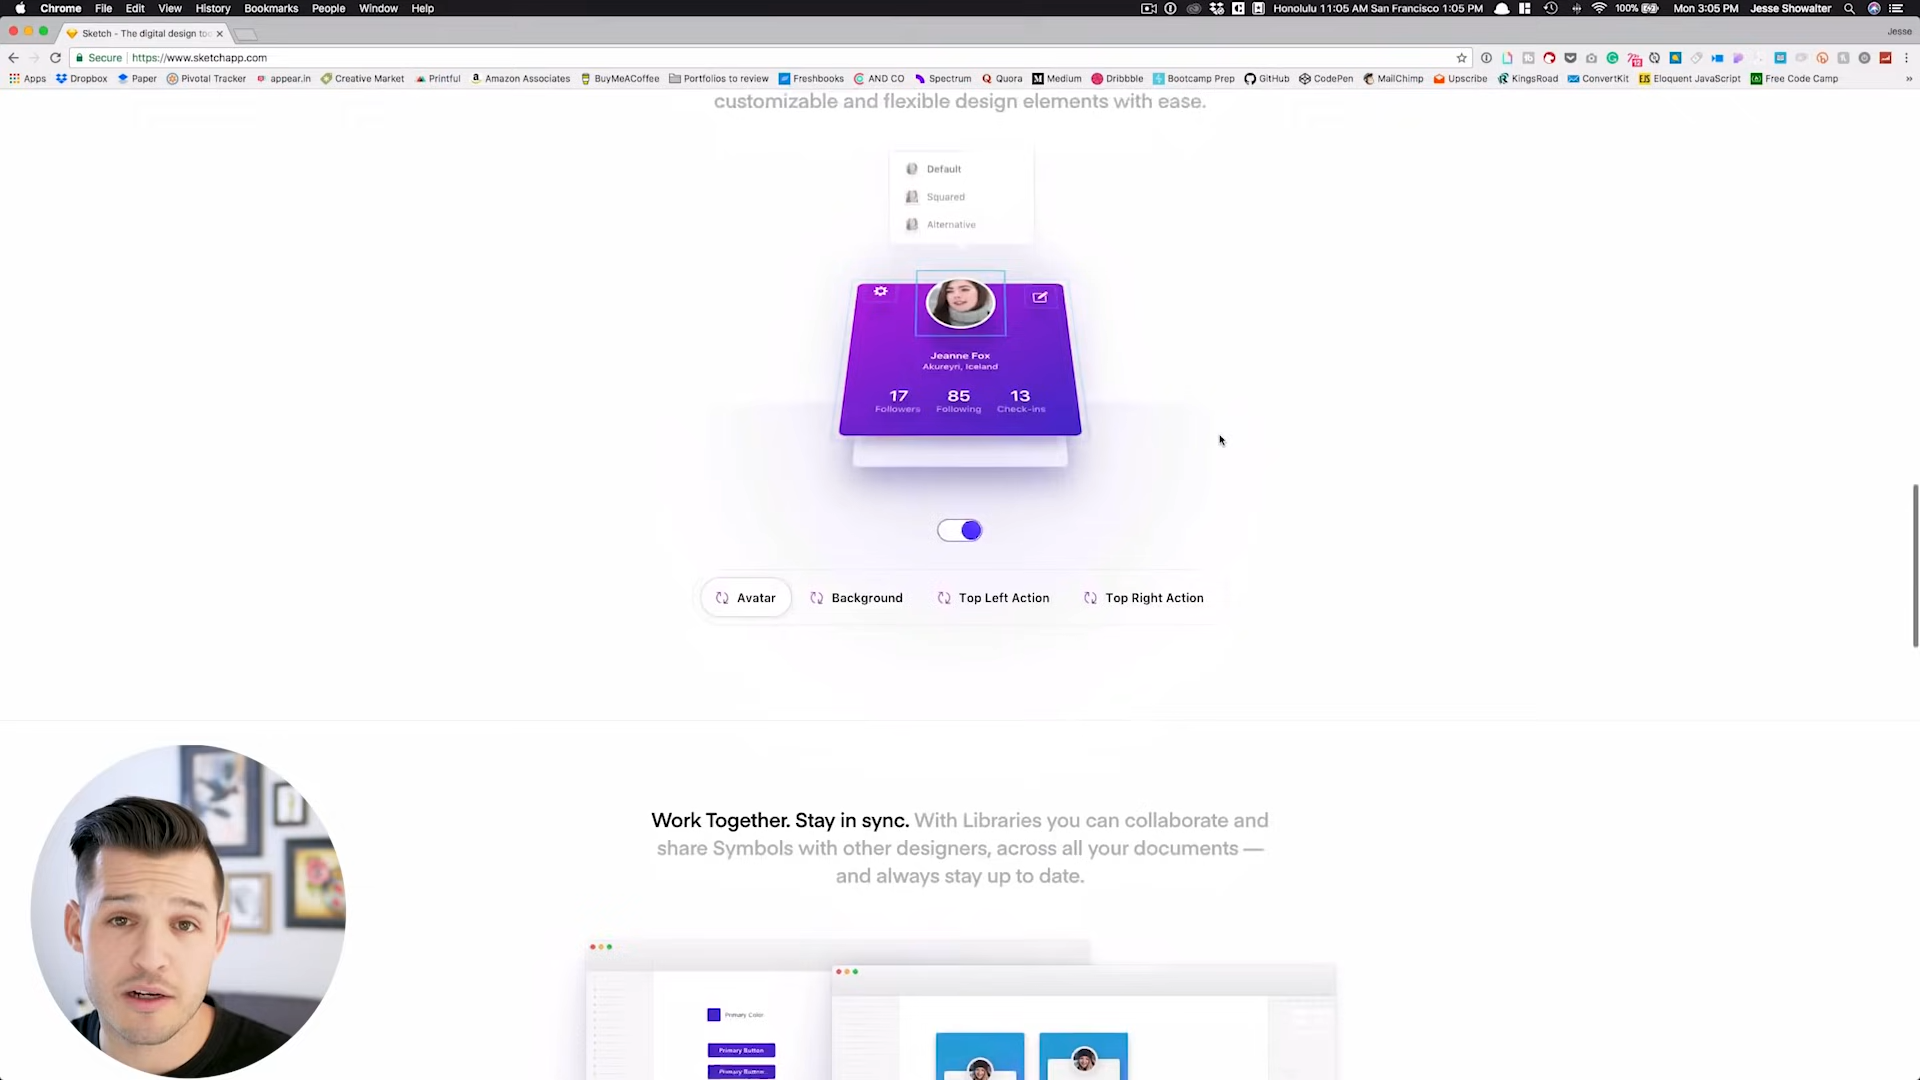 Chrome File Edit View History Bookmarks People Window Help
Honolulu 11:05 AM San Francisco 1:05 PM 100% Mon 3:05 PM Jesse Showalter
Sketch - The digital design to
Jesse
Secure https://www.sketchapp.com
Apps Dropbox Paper Pivotal Tracker appear.in Creative Market Printful Amazon Associates BuyMeACoffee Portfolios to review Freshbooks AND CO Spectrum Quora Medium Dribbble Bootcamp Prep GitHub CodePen MailChimp Upscribe KingsRoad ConvertKit Eloquent JavaScript Free Code Camp
customizable and flexible design elements with ease.
Default
Squared
Alternative
Jeanne Fox
Akureyri, Iceland
17 85 13
Followers Following Check-ins
Avatar Background Top Left Action Top Right Action
Work Together. Stay in sync. With Libraries you can collaborate and
share Symbols with other designers, across all your documents —
and always stay up to date.
Primary Color
Primary Button
Primary Button